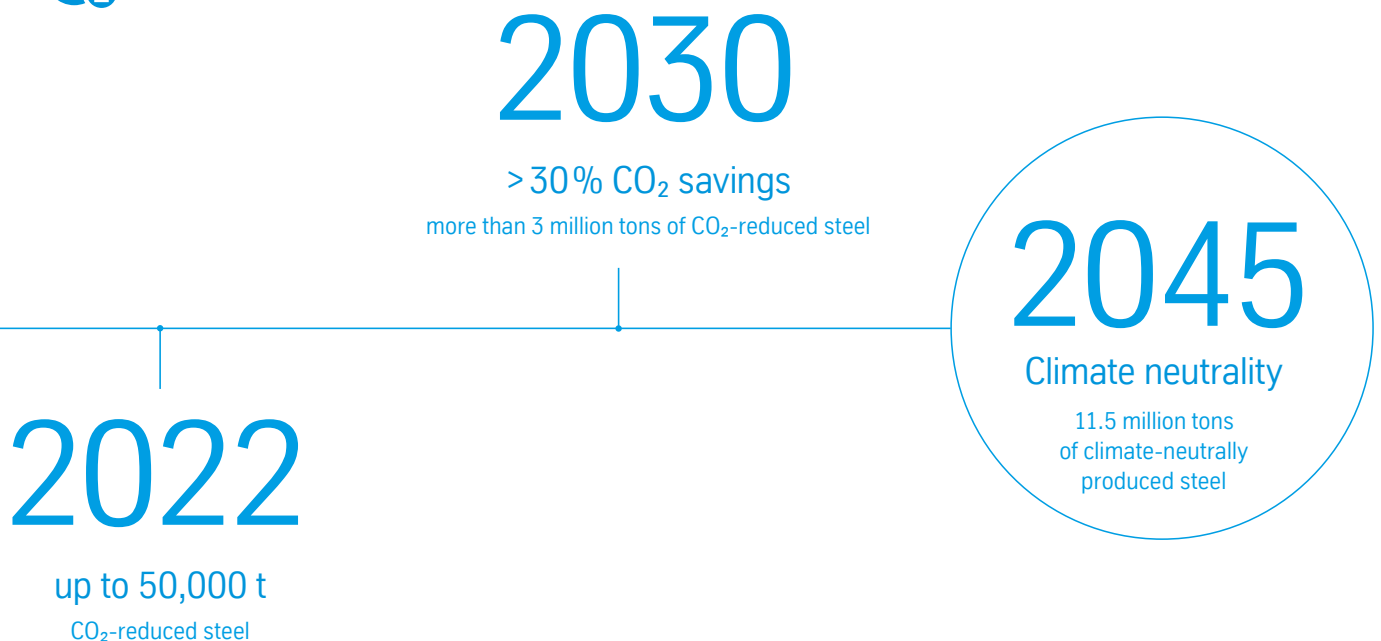 2030
> 30 % CO₂ savings
more than 3 million tons of CO₂-reduced steel
2045
Climate neutrality
11.5 million tons
of climate-neutrally
produced steel
2022
up to 50,000 t
CO₂-reduced steel